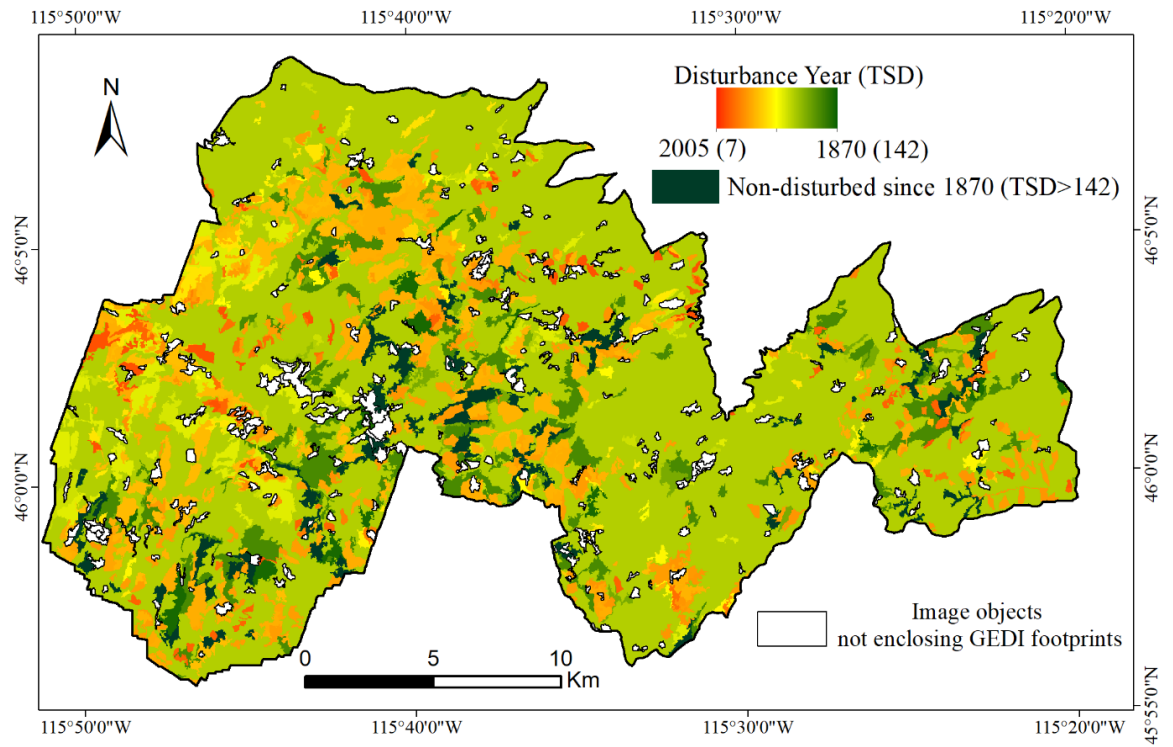 115°50'0"W 115°40'0"W 115°30'0"W 115°20'0"W
N
Disturbance Year (TSD)
2005 (7) 1870 (142)
Non-disturbed since 1870 (TSD>142)
46°5'0"N 46°5'0"N
46°0'0"N 46°0'0"N
Image objects
not enclosing GEDI footprints
0 5 10
Km
45°55'0"N
115°50'0"W 115°40'0"W 115°30'0"W 115°20'0"W